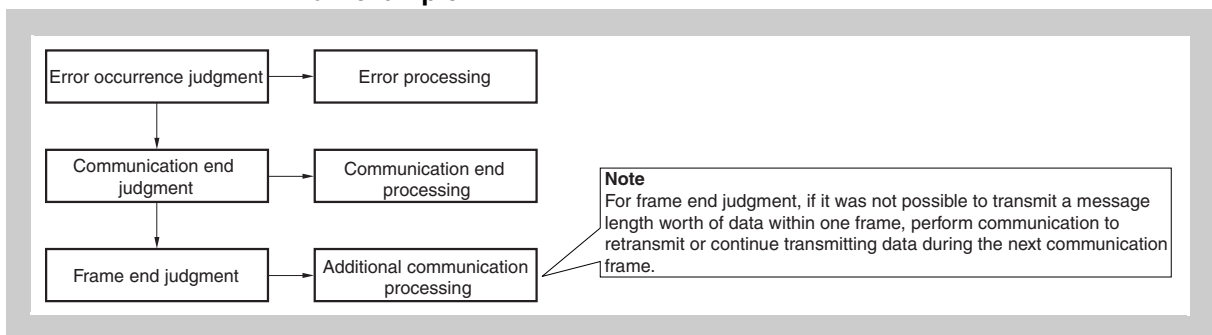 Error occurrence judgment
Error processing
Communication end
judgment
Communication end
processing
Note
For frame end judgment, if it was not possible to transmit a message
length worth of data within one frame, perform communication to
retransmit or continue transmitting data during the next communication
frame.
Frame end judgment
Additional communication
processing